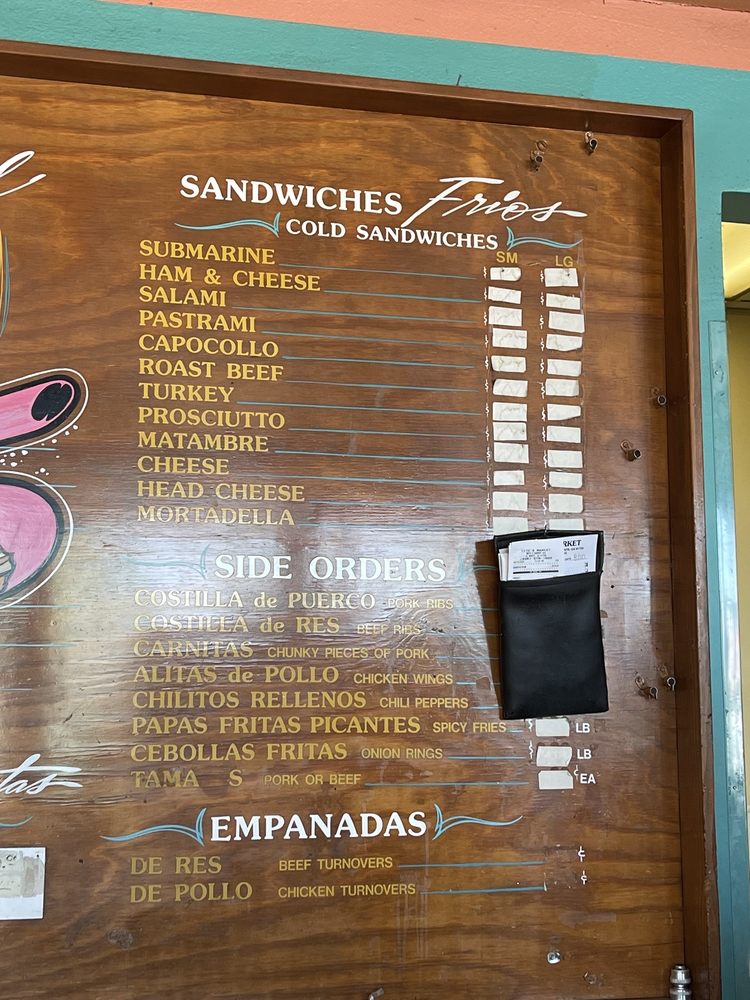 SANDWICHES Frios
COLD SANDWICHES
SM LG
SUBMARINE
HAM & CHEESE
SALAMI
PASTRAMI
CAPOCOLLO
ROAST BEEF
TURKEY
PROSCIUTTO
MATAMBRE
CHEESE
HEAD CHEESE
MORTADELLA
SIDE ORDERS
COSTILLA de PUERCO PORK RIBS
COSTILLA de RES BEEF RIBS
CARNITAS CHUNKY PIECES OF PORK
ALITAS de POLLO CHICKEN WINGS
CHILITOS RELLENOS CHILI PEPPERS
PAPAS FRITAS PICANTES SPICY FRIES LB
CEBOLLAS FRITAS ONION RINGS LB
TAMA S PORK OR BEEF ¢ EA
EMPANADAS
DE RES BEEF TURNOVERS ¢
DE POLLO CHICKEN TURNOVERS ¢